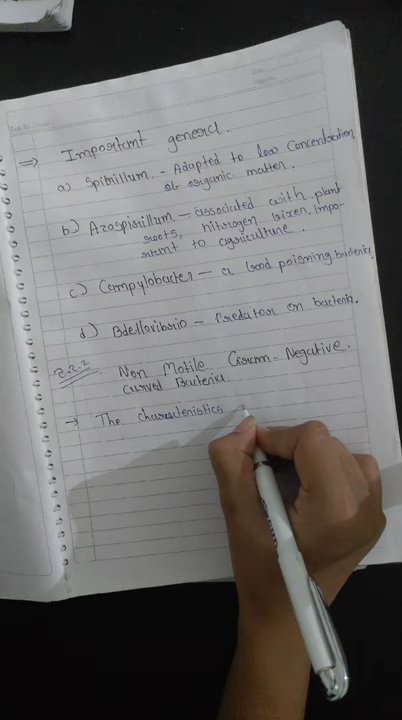 ⇒ Important genera.
a) Spirillum - Adapted to low concentration
of organic matter.
b) Azospirillum - associated with plant
roots, nitrogen fixer, impo-
rtant to agriculture.
c) Campylobacter - a food poisoning bacteria,
d) Bdellovibrio - Predator on bacteria.
2.2.2 Non Motile Gram-Negative.
curved Bacteria.
→ The characteristics